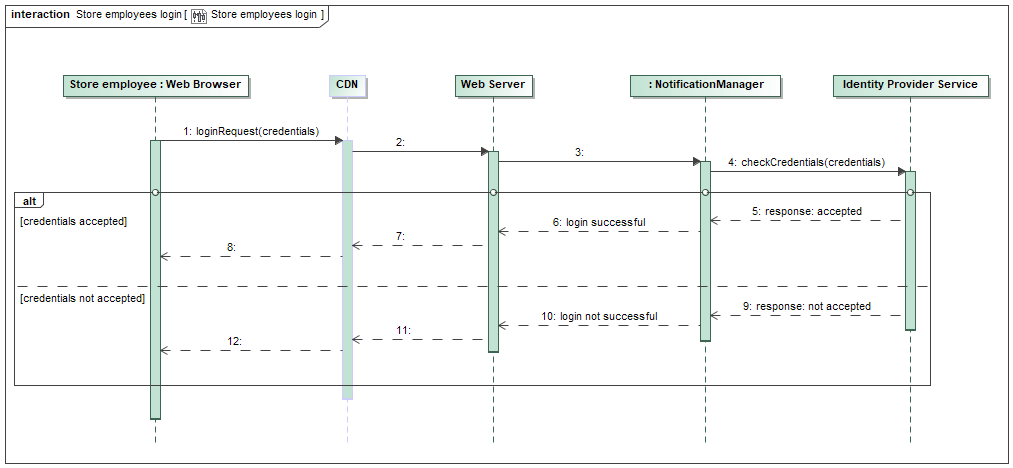 interaction Store employees login [ Store employees login ]
Store employee : Web Browser
CDN
Web Server
: NotificationManager
Identity Provider Service
1: loginRequest(credentials)
2:
3:
4: checkCredentials(credentials)
alt
[credentials accepted]
5: response: accepted
6: login successful
7:
8:
[credentials not accepted]
9: response: not accepted
10: login not successful
11:
12: